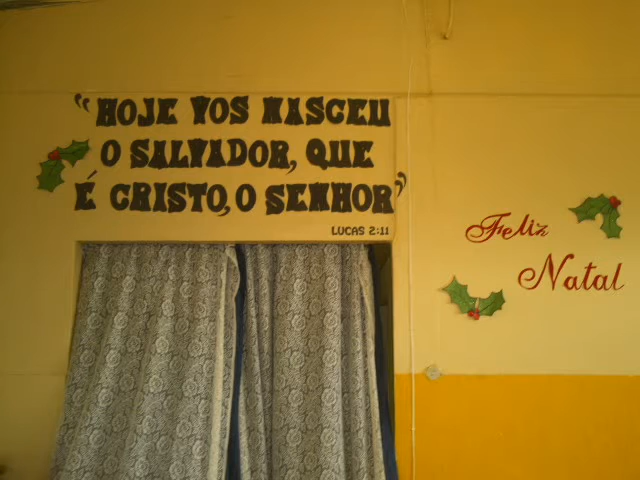 “HOJE VOS NASCEU
O SALVADOR, QUE
É CRISTO, O SENHOR”
LUCAS 2:11
Feliz
Natal